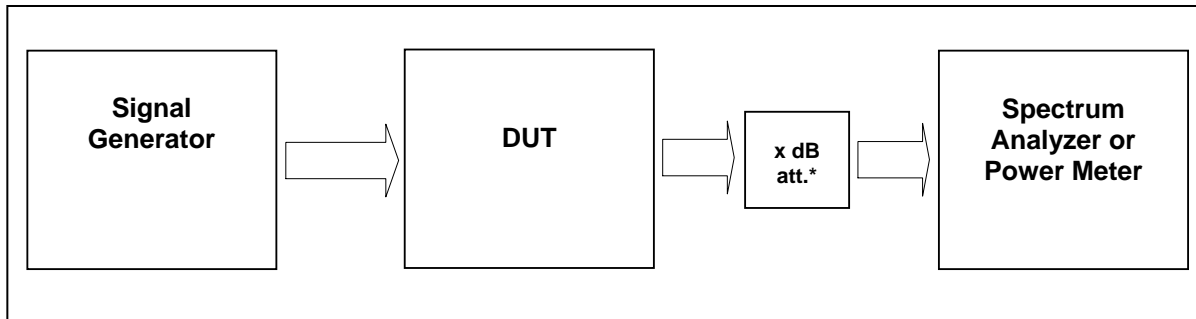 Signal
Generator
DUT
x dB
att.*
Spectrum
Analyzer or
Power Meter